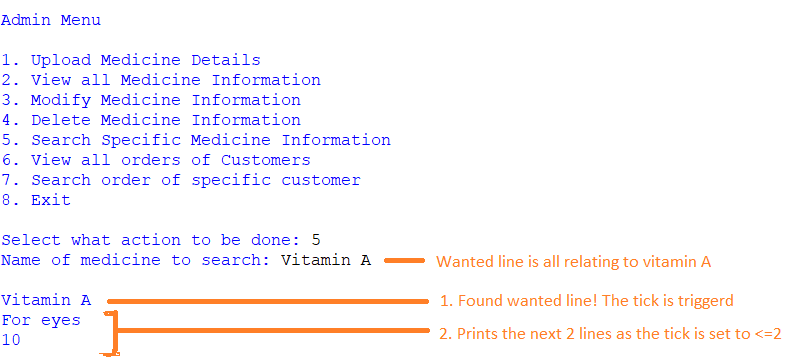 Admin Menu
1. Upload Medicine Details
2. View all Medicine Information
3. Modify Medicine Information
4. Delete Medicine Information
5. Search Specific Medicine Information
6. View all orders of Customers
7. Search order of specific customer
8. Exit
Select what action to be done: 5
Name of medicine to search: Vitamin A
Wanted line is all relating to vitamin A
Vitamin A
1. Found wanted line! The tick is triggerd
For eyes
10
2. Prints the next 2 lines as the tick is set to <=2